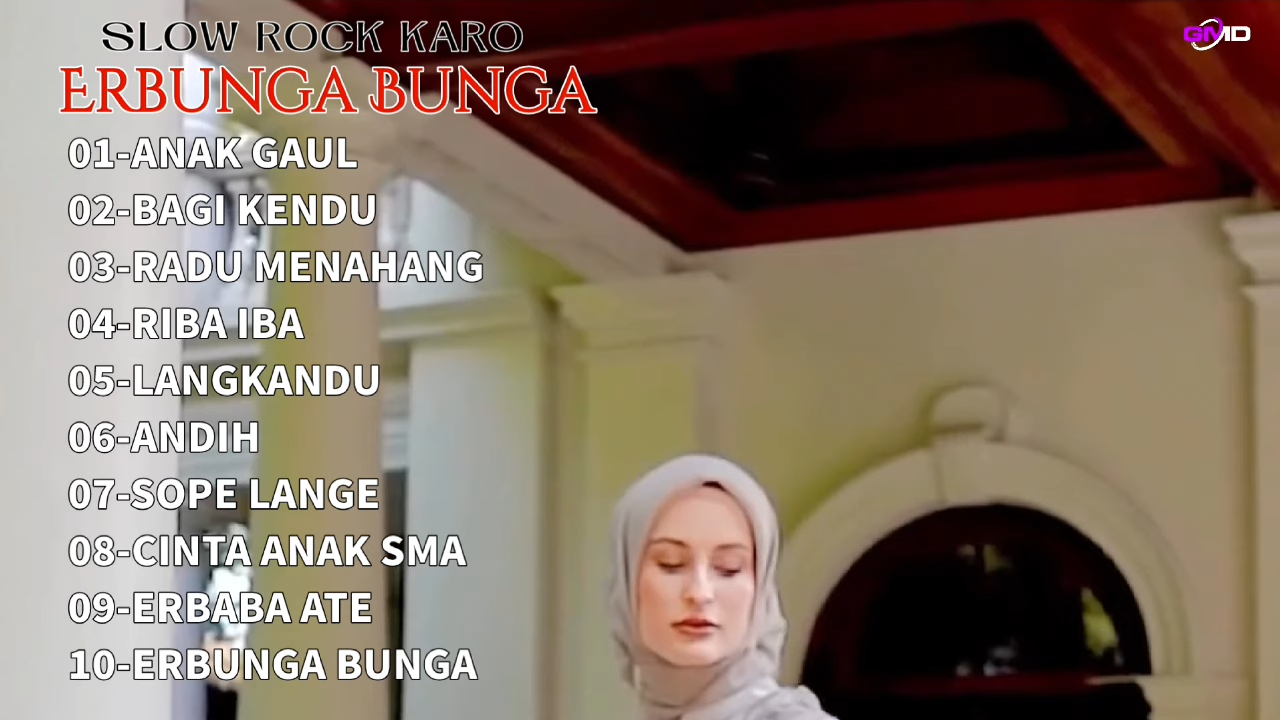 SLOW ROCK KARO
GMD
ERBUNGA BUNGA
01-ANAK GAUL
02-BAGI KENDU
03-RADU MENAHANG
04-RIBA IBA
05-LANGKANDU
06-ANDIH
07-SOPE LANGE
08-CINTA ANAK SMA
09-ERBABA ATE
10-ERBUNGA BUNGA